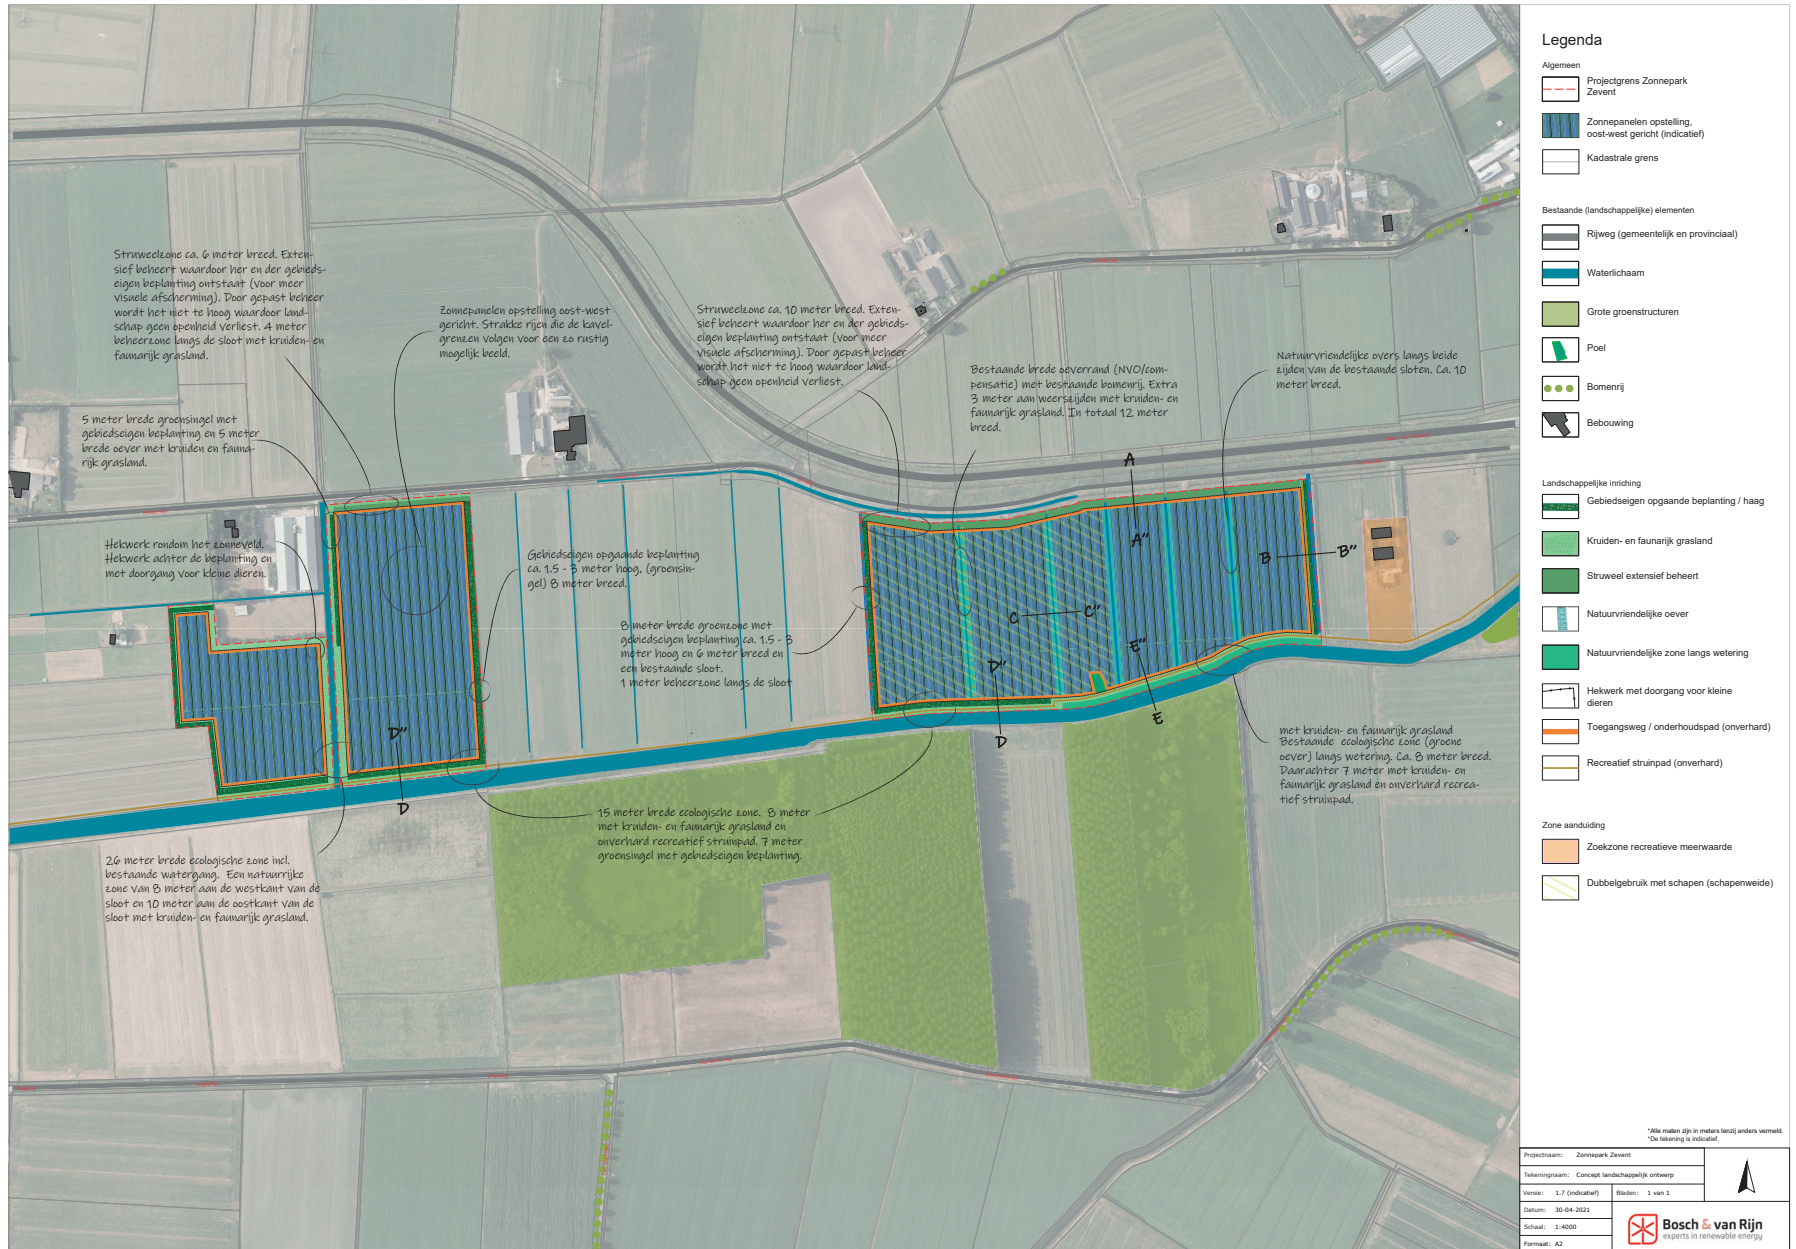 Struweelzone ca. 6 meter breed. Exten-
sief beheert waardoor her en der gebieds-
eigen beplanting ontstaat (voor meer
visuele afscherming). Door gepast beheer
wordt het niet te hoog waardoor land-
schap geen openheid verliest. 4 meter
beheerzone langs de sloot met kruiden- en
faunarijk grasland.
Zonnepanelen opstelling oost-west
gericht. Strakke rijen die de kavel-
grenzen volgen voor een zo rustig
mogelijk beeld.
Struweelzone ca. 10 meter breed. Exten-
sief beheert waardoor her en der gebieds-
eigen beplanting ontstaat (voor meer
visuele afscherming). Door gepast beheer
wordt het niet te hoog waardoor land-
schap geen openheid verliest.
Bestaande brede oeverrand (NVO/com-
pensatie) met bestaande bomenrij. Extra
3 meter aan weerszijden met kruiden- en
faunarijk grasland. In totaal 12 meter
breed.
Natuurvriendelijke overs langs beide
zijden van de bestaande sloten. Ca. 10
meter breed.
5 meter brede groensingel met
gebiedseigen beplanting en 5 meter
brede oever met kruiden en fauna-
rijk grasland.
Hekwerk rondom het zonneveld.
Hekwerk achter de beplanting en
met doorgang voor kleine dieren.
Gebiedseigen opgaande beplanting
ca. 1.5 - 3 meter hoog, (groensin-
gel) 8 meter breed.
8 meter brede groenzone met
gebiedseigen beplanting ca. 1.5 - 3
meter hoog en 6 meter breed en
een bestaande sloot.
1 meter beheerzone langs de sloot
A
A"
B
B"
C
C"
D"
D
E"
E
D"
D
met kruiden- en faunarijk grasland
Bestaande ecologische zone (groene
oever) langs wetering. Ca. 8 meter breed.
Daarachter 7 meter met kruiden- en
faunarijk grasland en onverhard recrea-
tief struinpad.
15 meter brede ecologische zone. 8 meter
met kruiden- en faunarijk grasland en
onverhard recreatief struinpad. 7 meter
groensingel met gebiedseigen beplanting.
26 meter brede ecologische zone incl.
bestaande watergang. Een natuurrijke
zone van 8 meter aan de westkant van de
sloot en 10 meter aan de oostkant van de
sloot met kruiden- en faunarijk grasland.
Legenda
Algemeen
Projectgrens Zonnepark
Zevent
Zonnepanelen opstelling,
oost-west gericht (indicatief)
Kadastrale grens
Bestaande (landschappelijke) elementen
Rijweg (gemeentelijk en provinciaal)
Waterlichaam
Grote groenstructuren
Poel
Bomenrij
Bebouwing
Landschappelijke inriching
Gebiedseigen opgaande beplanting / haag
Kruiden- en faunarijk grasland
Struweel extensief beheert
Natuurvriendelijke oever
Natuurvriendelijke zone langs wetering
Hekwerk met doorgang voor kleine
dieren
Toegangsweg / onderhoudspad (onverhard)
Recreatief struinpad (onverhard)
Zone aanduiding
Zoekzone recreatieve meerwaarde
Dubbelgebruik met schapen (schapenweide)
*Alle maten zijn in meters tenzij anders vermeld.
*De tekening is indicatief.
Projectnaam: Zonnepark Zevent
Tekeningnaam: Concept landschappelijk ontwerp
Versie: 1.7 (indicatief) Bladen: 1 van 1
Datum: 30-04-2021
Schaal: 1:4000
Formaat: A2
Bosch & van Rijn
experts in renewable energy